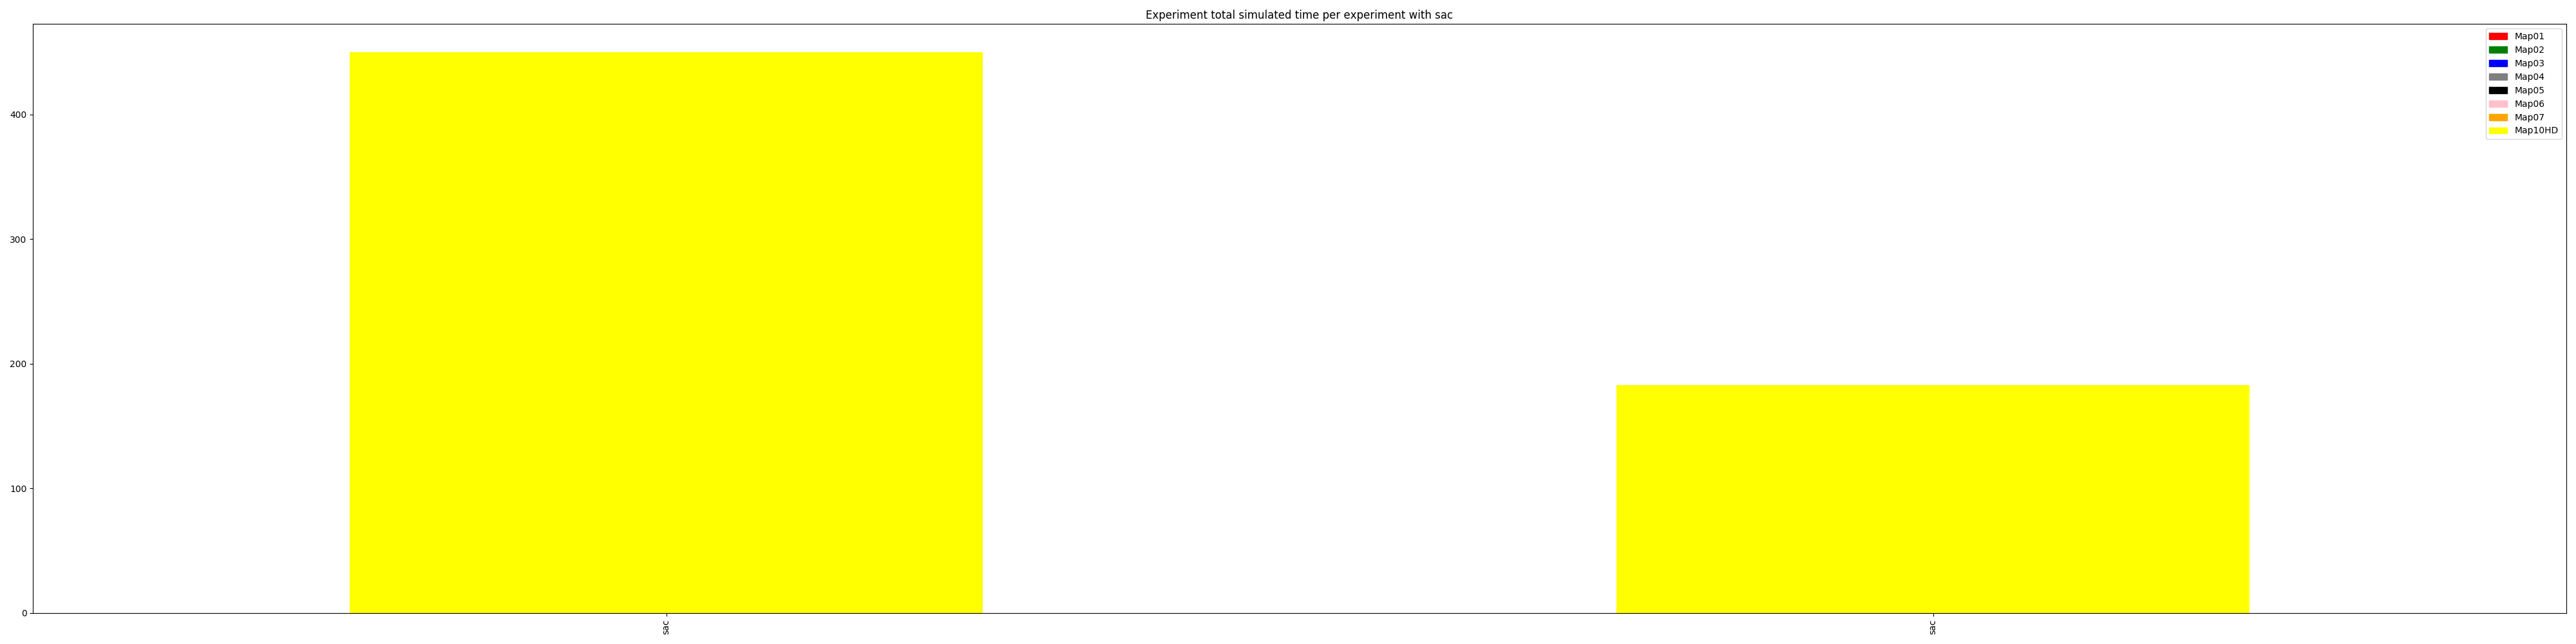 Experiment total simulated time per experiment with sac
Map01
Map02
Map03
Map04
Map05
Map06
Map07
Map10HD
400
300
200
100
0
sac
sac